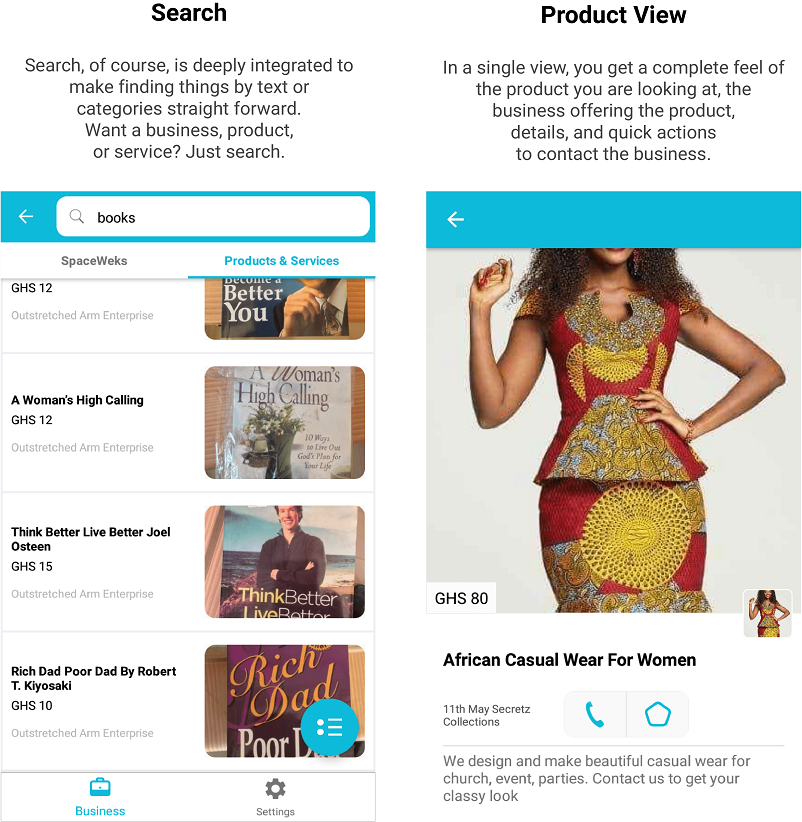 Search
Search, of course, is deeply integrated to
make finding things by text or
categories straight forward.
Want a business, product,
or service? Just search.
books
SpaceWeks
Products & Services
GHS 12
Outstretched Arm Enterprise
Become a
Better
You
A Woman's High Calling
GHS 12
Outstretched Arm Enterprise
A Woman's
High Calling
10 Ways
to Live Out
God's Plan for
Your Life
Think Better Live Better Joel
Osteen
GHS 15
Outstretched Arm Enterprise
ThinkBetter
LiveBetter
Rich Dad Poor Dad By Robert
T. Kiyosaki
GHS 10
Outstretched Arm Enterprise
Rich
Dad
Poor D
Business
Settings
Product View
In a single view, you get a complete feel of
the product you are looking at, the
business offering the product,
details, and quick actions
to contact the business.
GHS 80
African Casual Wear For Women
11th May Secretz
Collections
We design and make beautiful casual wear for
church, event, parties. Contact us to get your
classy look